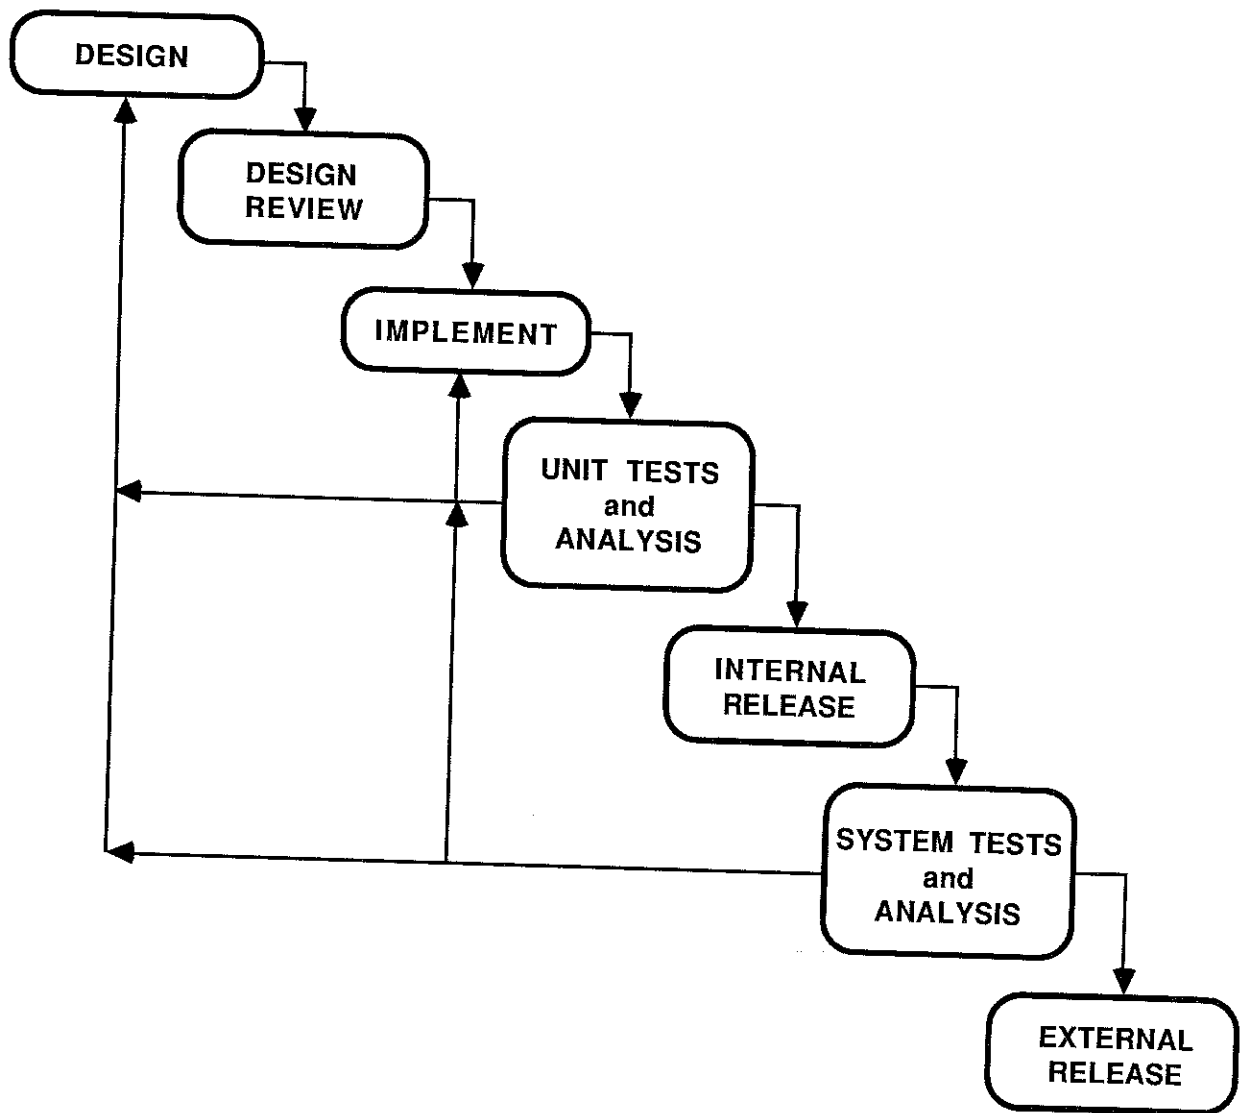 DESIGN
DESIGN
REVIEW
IMPLEMENT
UNIT TESTS
and
ANALYSIS
INTERNAL
RELEASE
SYSTEM TESTS
and
ANALYSIS
EXTERNAL
RELEASE